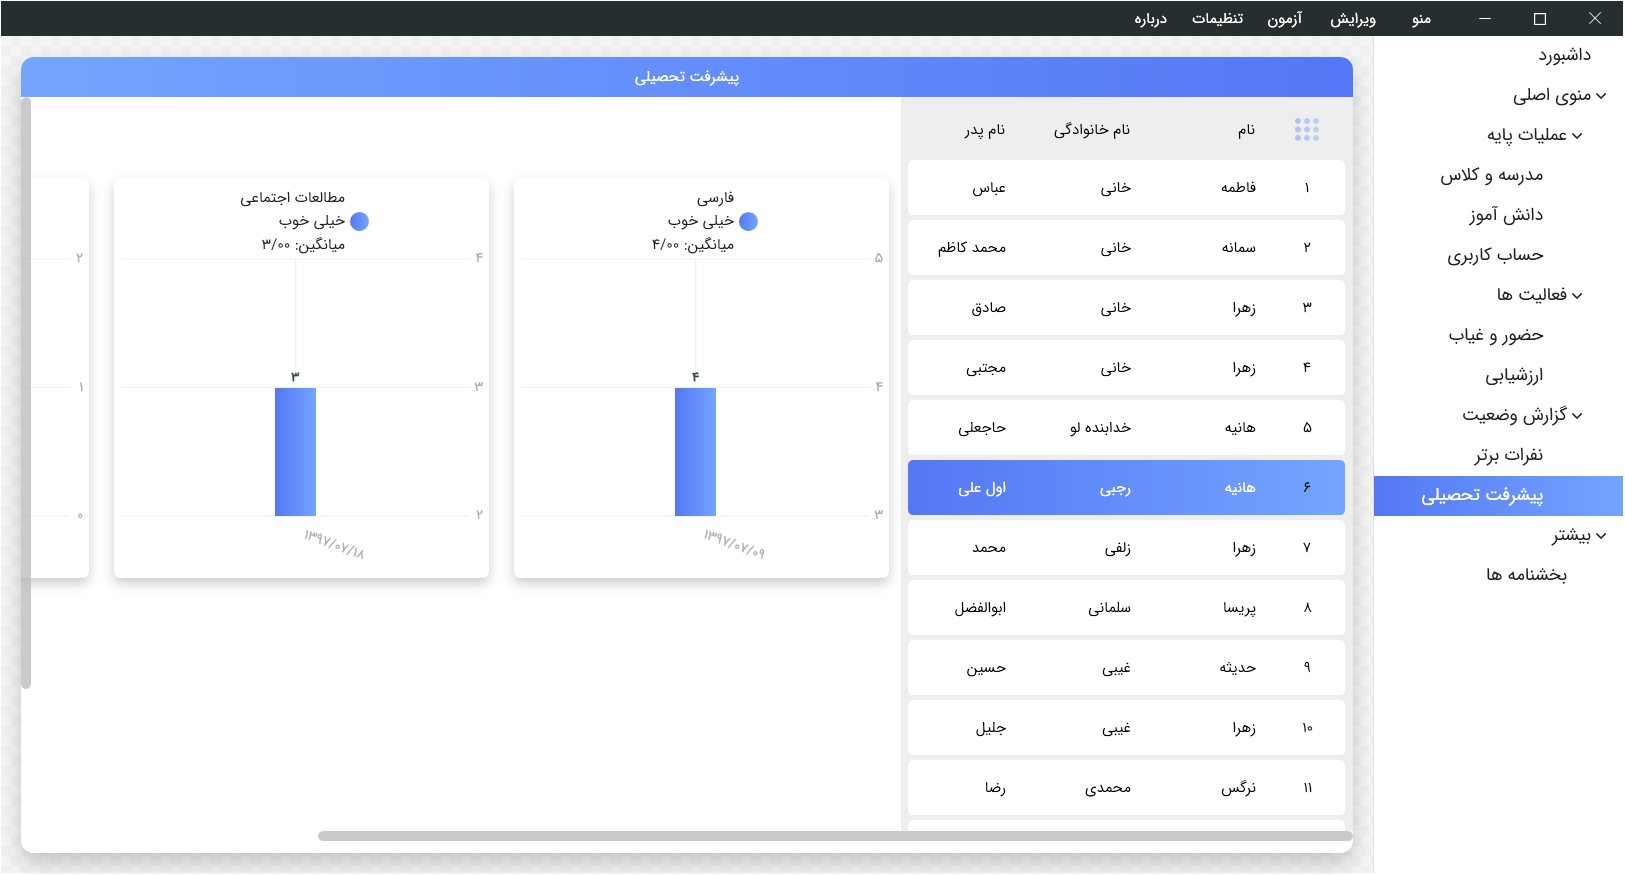 منو ویرایش آزمون تنظیمات درباره
داشبورد
منوی اصلی
عملیات پایه
مدرسه و کلاس
دانش آموز
حساب کاربری
فعالیت ها
حضور و غیاب
ارزشیابی
گزارش وضعیت
نفرات برتر
پیشرفت تحصیلی
بیشتر
بخشنامه ها
پیشرفت تحصیلی
نام نام خانوادگی نام پدر
۱ فاطمه خانی عباس
۲ سمانه خانی محمد کاظم
۳ زهرا خانی صادق
۴ زهرا خانی مجتبی
۵ هانیه خدابنده لو حاجعلی
۶ هانیه رجبی اول علی
۷ زهرا زلفی محمد
۸ پریسا سلمانی ابوالفضل
۹ حدیثه غیبی حسین
۱۰ زهرا غیبی جلیل
۱۱ نرگس محمدی رضا
فارسی
خیلی خوب
میانگین: ۴/۰۰
۵
۴
۴
۳
۱۳۹۷/۰۷/۰۹
مطالعات اجتماعی
خیلی خوب
میانگین: ۳/۰۰
۴
۳
۳
۲
۱۳۹۷/۰۷/۱۸
۲
۱
۰